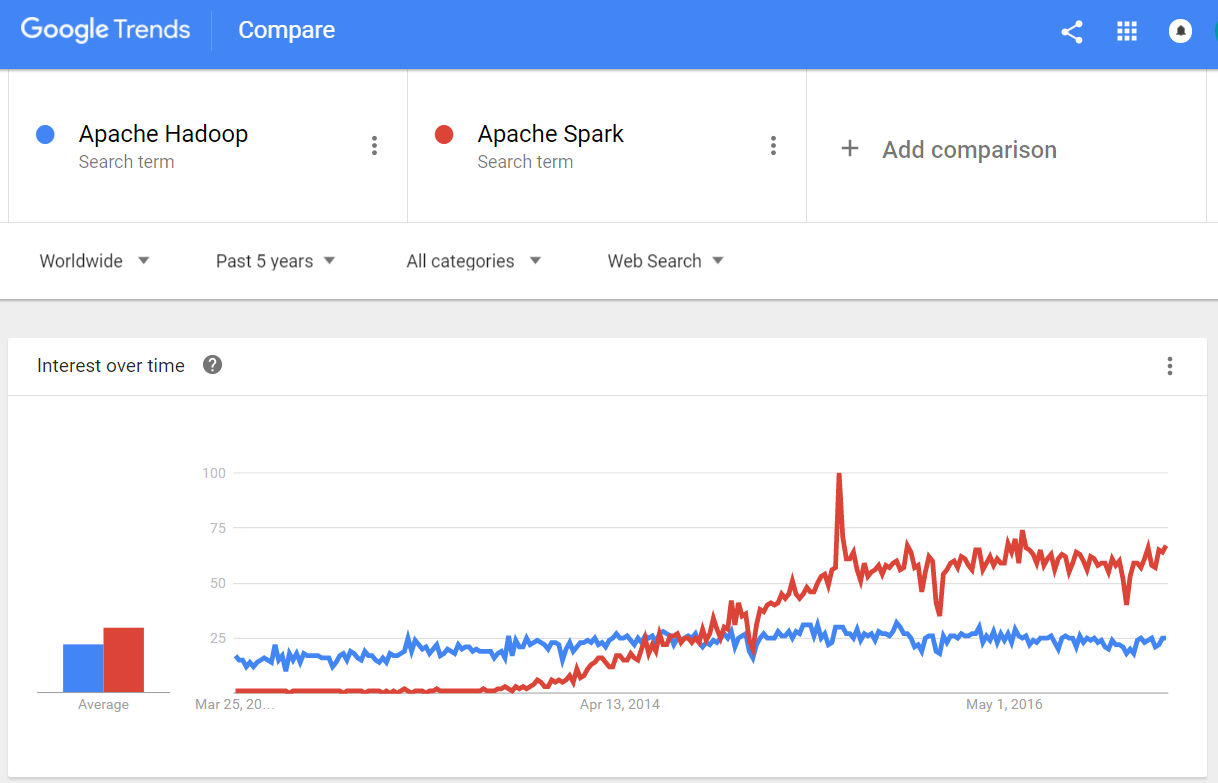 Google Trends Compare
Apache Hadoop
Search term
Apache Spark
Search term
+ Add comparison
Worldwide Past 5 years All categories Web Search
Interest over time ?
100
75
50
25
Average Mar 25, 20... Apr 13, 2014 May 1, 2016